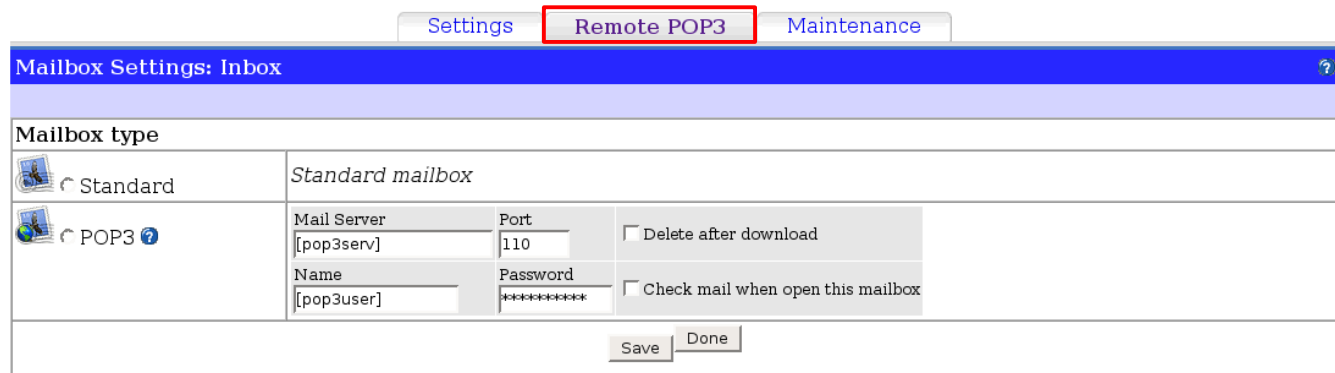 Settings Remote POP3 Maintenance
Mailbox Settings: Inbox ?
Mailbox type
Standard Standard mailbox
POP3 ? Mail Server Port
[pop3serv] 110 Delete after download
Name Password
[pop3user] ********** Check mail when open this mailbox
Save Done